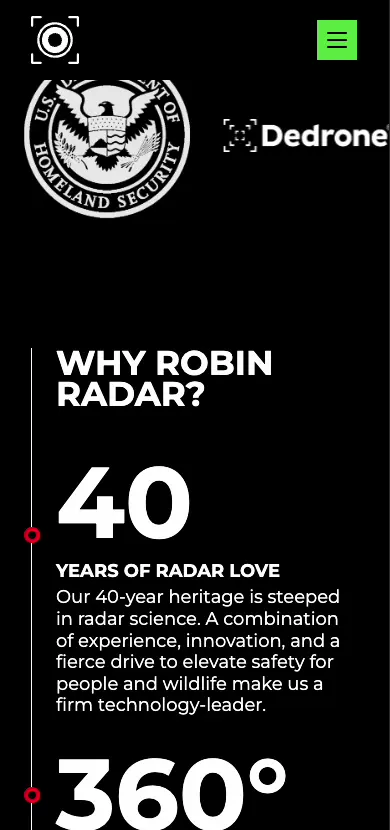 U.S. D
ENT OF
HOMELAND SECURITY
Dedrone
WHY ROBIN
RADAR?
40
YEARS OF RADAR LOVE
Our 40-year heritage is steeped
in radar science. A combination
of experience, innovation, and a
fierce drive to elevate safety for
people and wildlife make us a
firm technology-leader.
360°